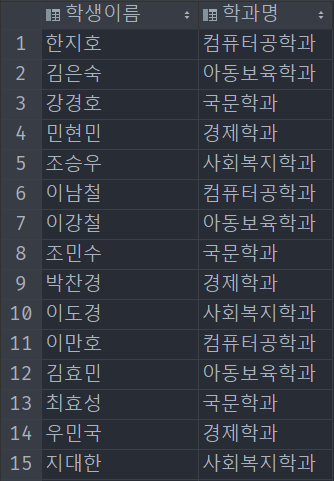 학생이름 학과명
1 한지호 컴퓨터공학과
2 김은숙 아동보육학과
3 강경호 국문학과
4 민현민 경제학과
5 조승우 사회복지학과
6 이남철 컴퓨터공학과
7 이강철 아동보육학과
8 조민수 국문학과
9 박찬경 경제학과
10 이도경 사회복지학과
11 이만호 컴퓨터공학과
12 김효민 아동보육학과
13 최효성 국문학과
14 우민국 경제학과
15 지대한 사회복지학과